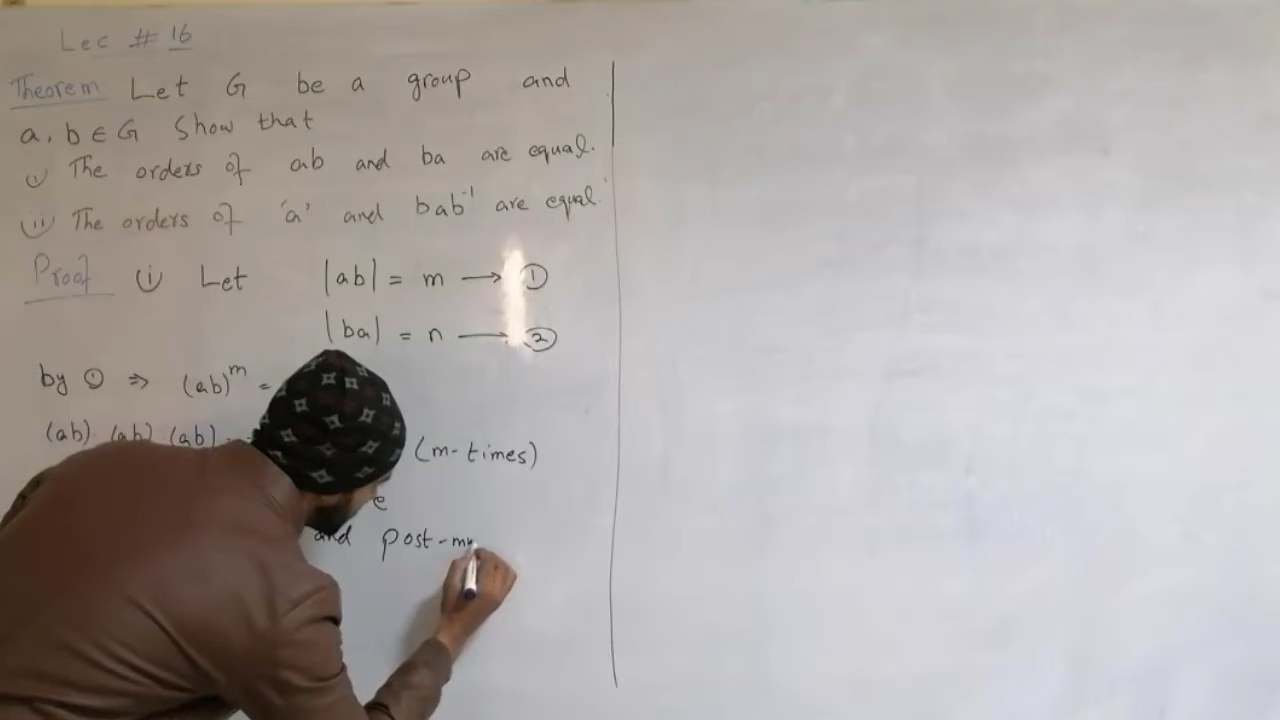 Lec # 16
Theorem Let G be a group and
a, b ∈ G Show that
(i) The orders of ab and ba are equal.
(ii) The orders of 'a' and bab⁻¹ are equal.
Proof (i) Let |ab| = m → ①
|ba| = n → ②
by ① ⇒ (ab)^m =
(ab) (ab) (ab) (m-times)
e
and post-mu